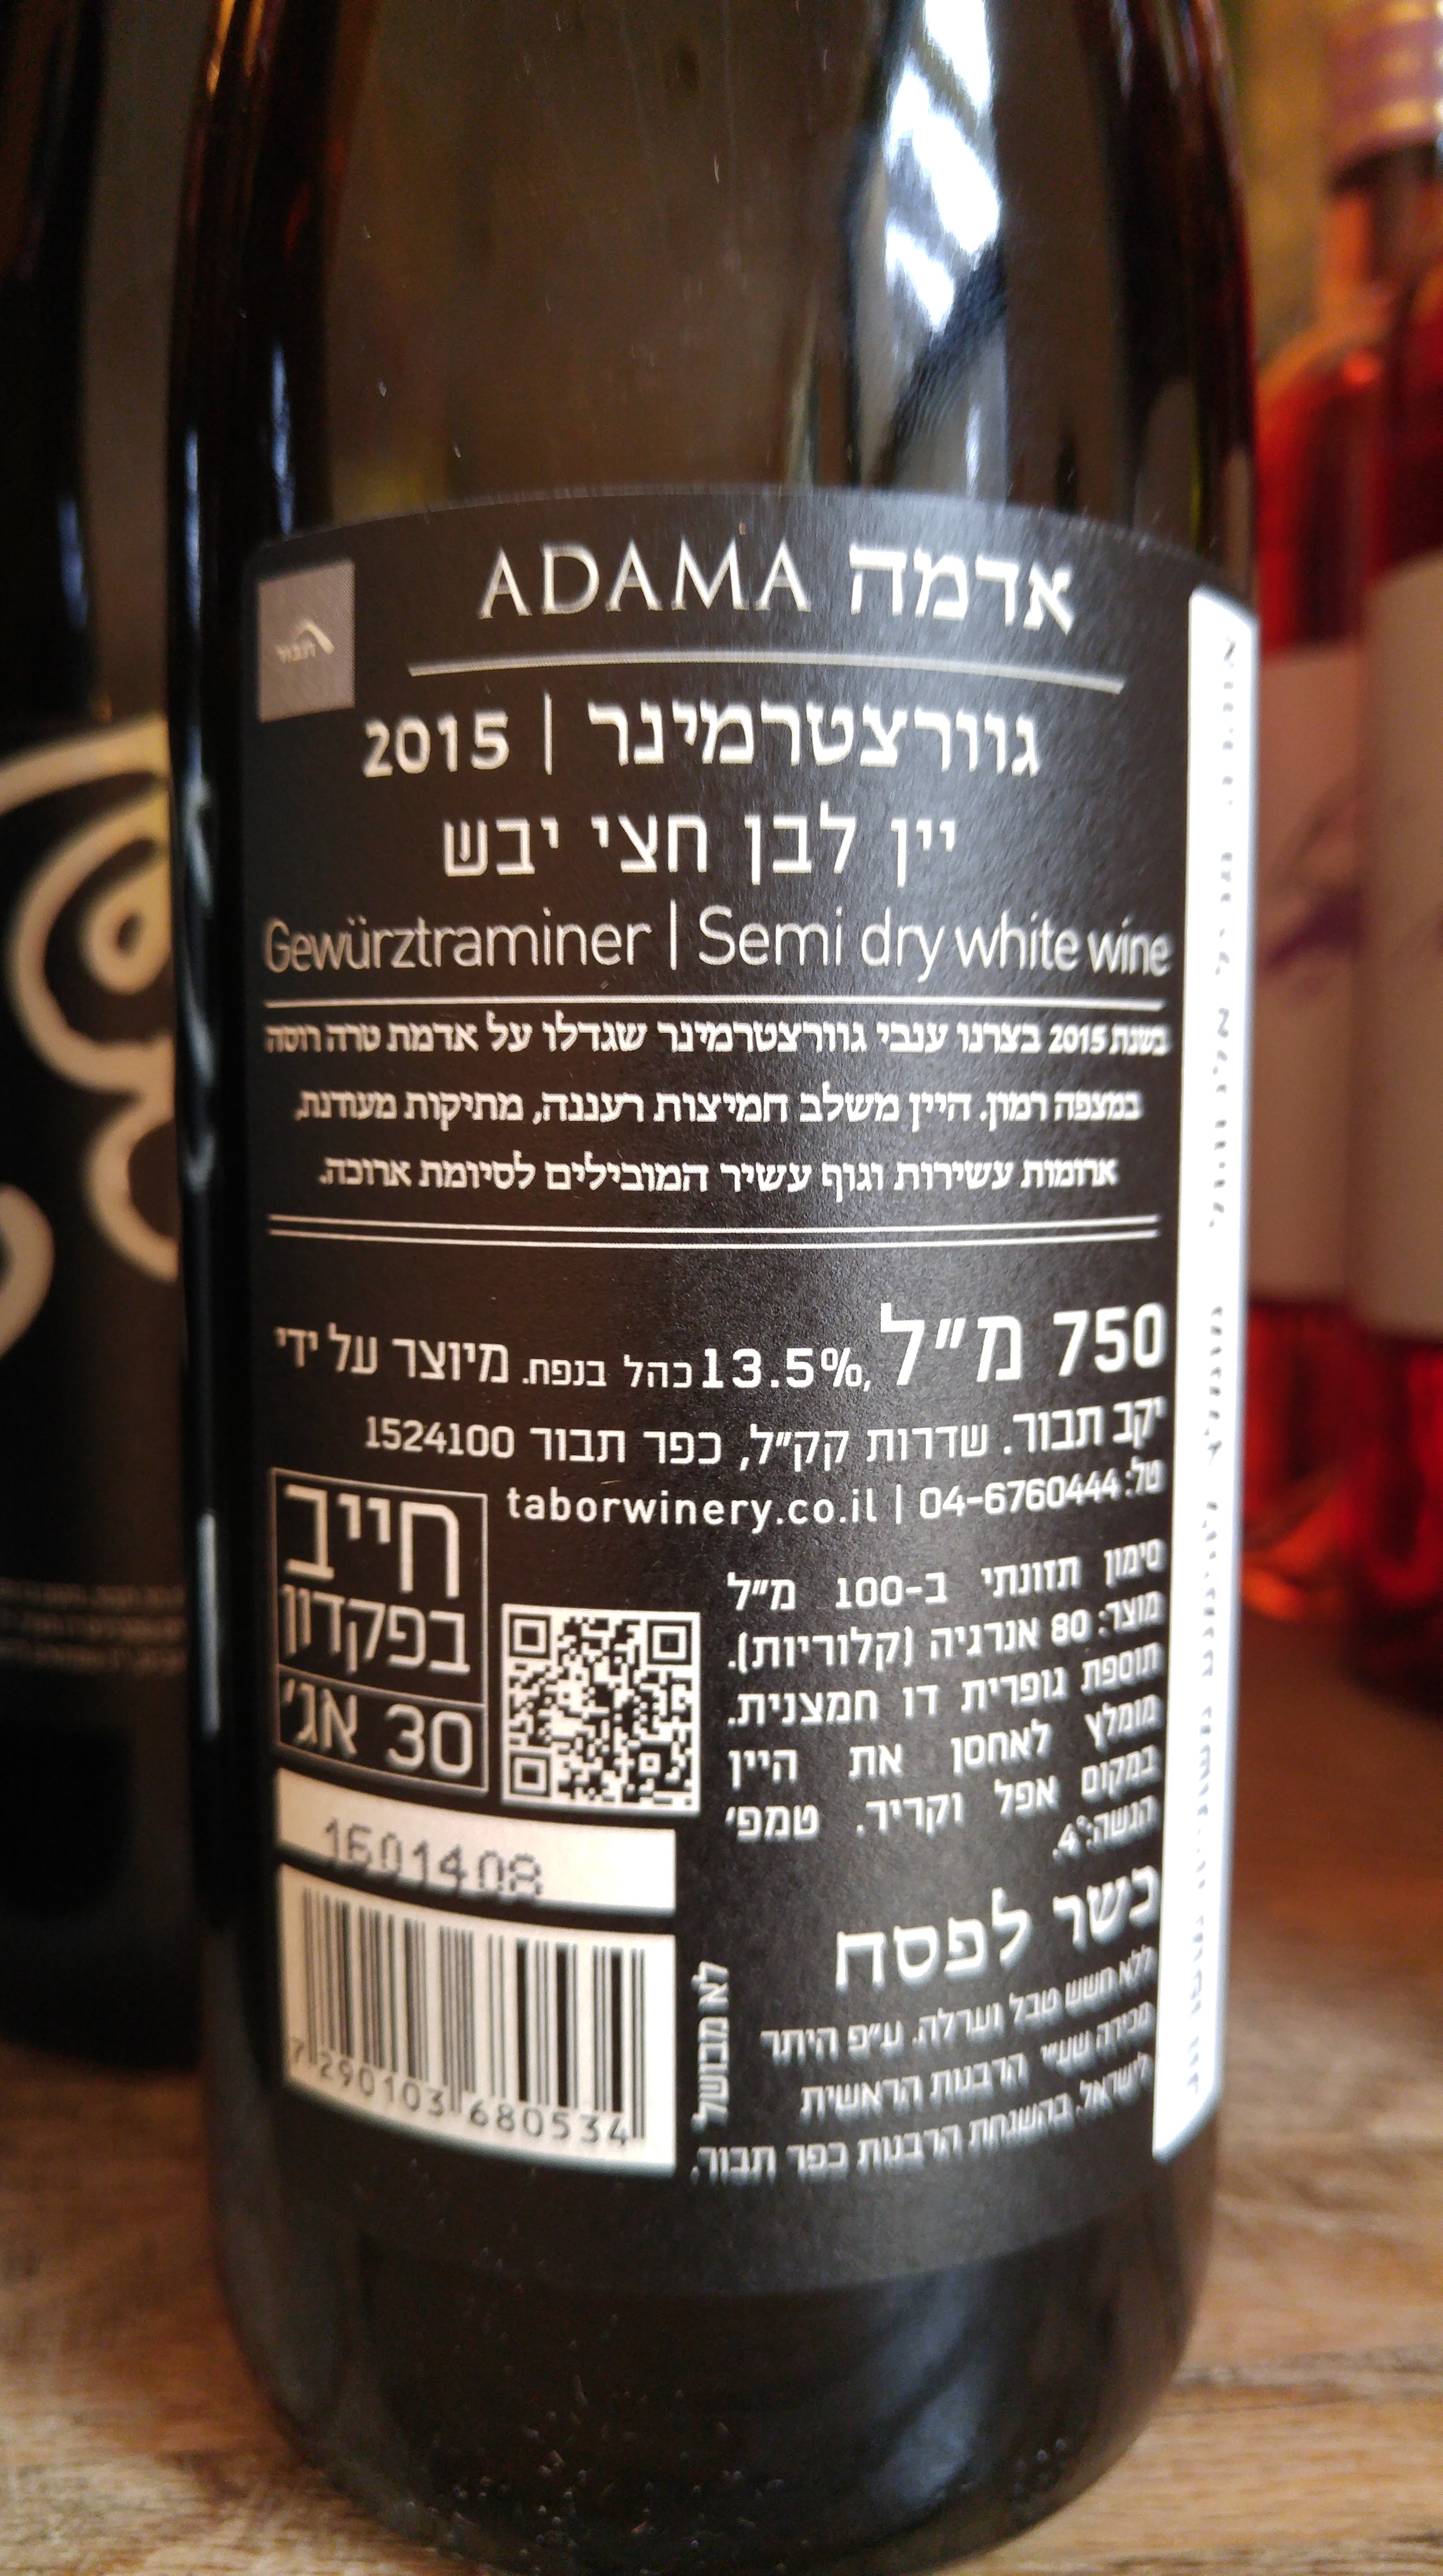 ADAMA אדמה
תבור
גוורצטרמינר | 2015
יין לבן חצי יבש
Gewürztraminer | Semi dry white wine
בשנת 2015 בצרנו ענבי גוורצטרמינר שגדלו על אדמת טרה רוסה
במצפה רמון. היין משלב חמיצות רעננה, מתיקות מעודנת,
ארומות עשירות וגוף עשיר המובילים לסיומת ארוכה.
750 מ״ל, 13.5% כהל בנפח. מיוצר על ידי
יקב תבור. שדרות קק״ל, כפר תבור 1524100
טל: 04-6760444 | taborwinery.co.il
חייב
בפקדון
30 אג׳
סימון תזונתי ב-100 מ״ל
מוצר: 80 אנרגיה (קלוריות).
תוספת גופרית דו חמצנית.
מומלץ לאחסן את היין
במקום אפל וקריר. טמפ׳
הגשה: 4°.
1601408
7 290103 680534
לא מבושל
כשר לפסח
ללא חשש טבל וערלה. ע״פ היתר
מכירה שע״י הרבנות הראשית
לישראל. בהשגחת הרבנות כפר תבור.